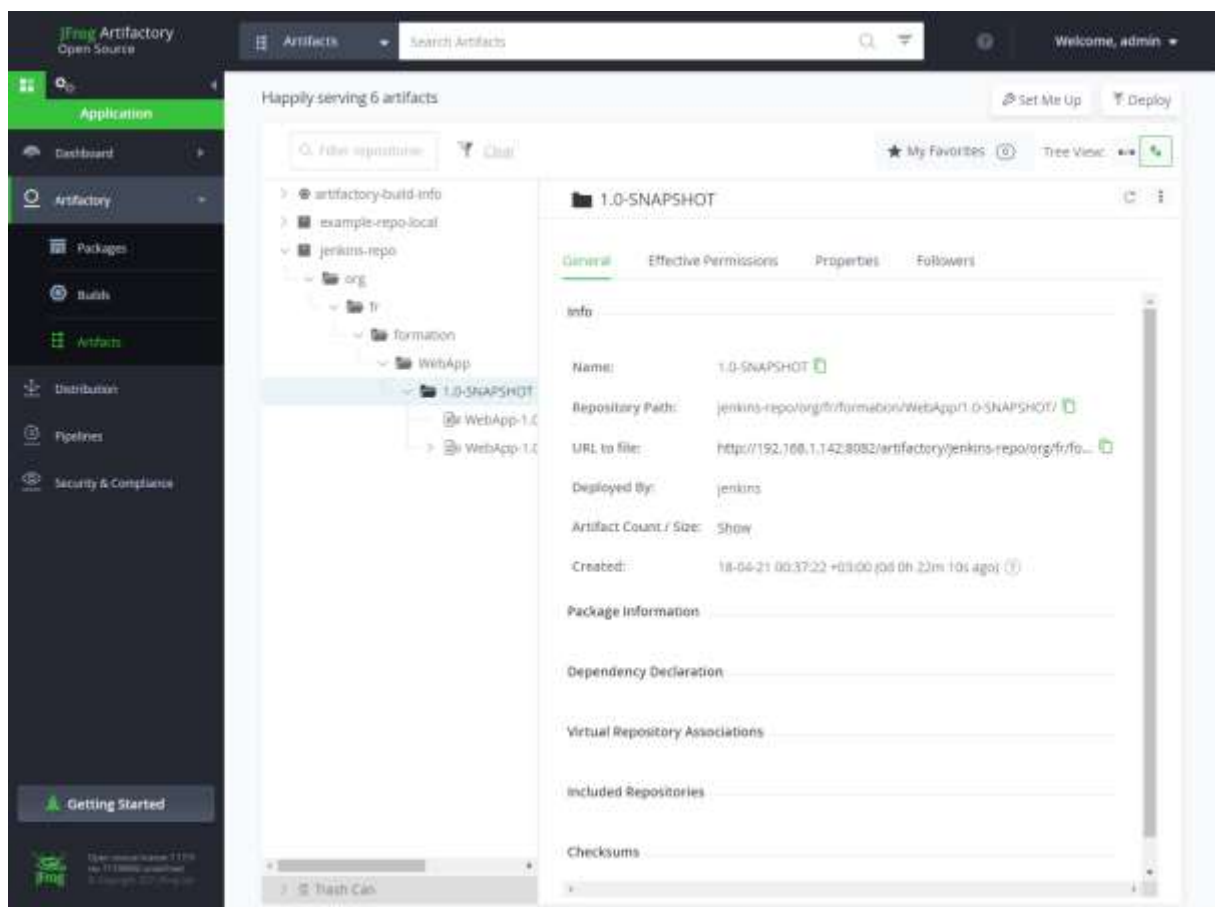 JFrog Artifactory
Open Source
Artifacts
Search Artifacts
Welcome, admin
Application
Dashboard
Artifactory
Packages
Builds
Artifacts
Distribution
Pipelines
Security & Compliance
Getting Started
JFrog
Happily serving 6 artifacts
Set Me Up
Deploy
Filter repositories
Clear
My Favorites (0)
Tree View:
artifactory-build-info
example-repo-local
jenkins-repo
org
fr
formation
WebApp
1.0-SNAPSHOT
WebApp-1.0
WebApp-1.0
Trash Can
1.0-SNAPSHOT
General Effective Permissions Properties Followers
Info
Name: 1.0-SNAPSHOT
Repository Path: jenkins-repo/org/fr/formation/WebApp/1.0-SNAPSHOT/
URL to file: http://192.168.1.142:8082/artifactory/jenkins-repo/org/fr/fo...
Deployed By: jenkins
Artifact Count / Size: Show
Created: 18-04-21 00:37:22 +03:00 (0d 0h 22m 10s ago)
Package Information
Dependency Declaration
Virtual Repository Associations
Included Repositories
Checksums